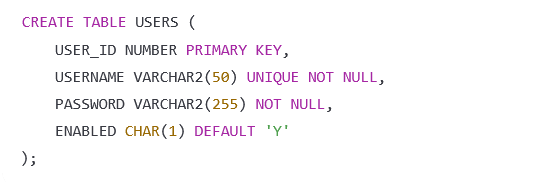 CREATE TABLE USERS (
    USER_ID NUMBER PRIMARY KEY,
    USERNAME VARCHAR2(50) UNIQUE NOT NULL,
    PASSWORD VARCHAR2(255) NOT NULL,
    ENABLED CHAR(1) DEFAULT 'Y'
);